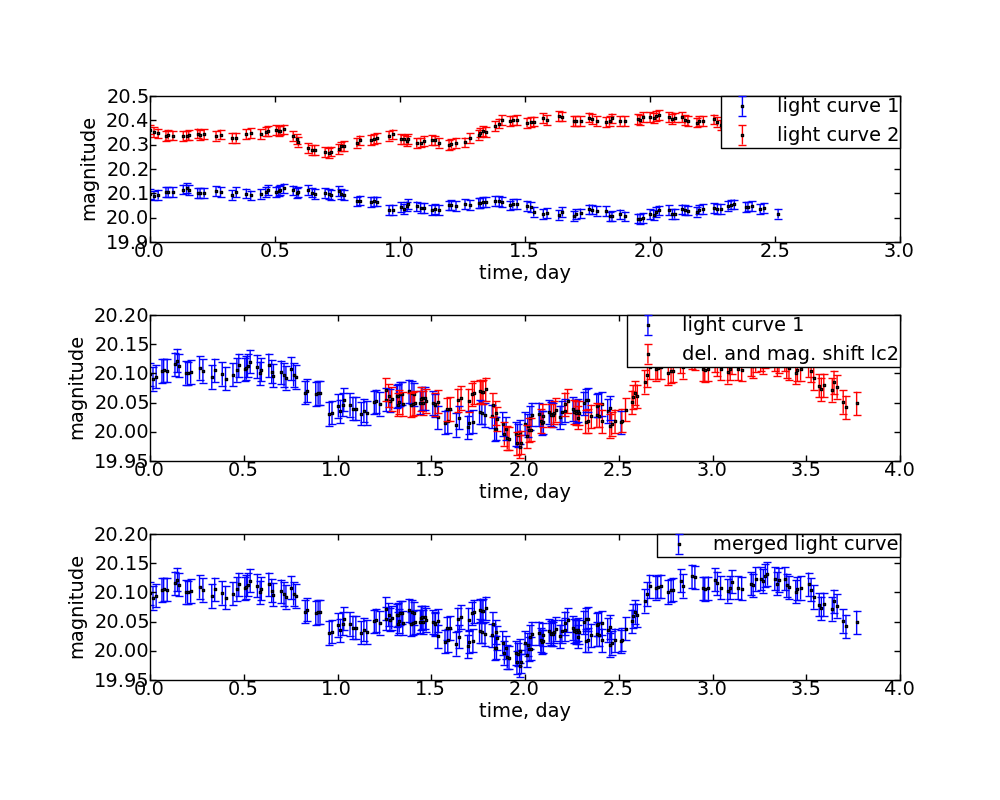 20.5
20.4
20.3
20.2
20.1
20.0
19.9
magnitude
light curve 1
light curve 2
0.0 0.5 1.0 1.5 2.0 2.5 3.0
time, day
20.20
20.15
20.10
20.05
20.00
19.95
magnitude
light curve 1
del. and mag. shift lc2
0.0 0.5 1.0 1.5 2.0 2.5 3.0 3.5 4.0
time, day
20.20
20.15
20.10
20.05
20.00
19.95
magnitude
merged light curve
0.0 0.5 1.0 1.5 2.0 2.5 3.0 3.5 4.0
time, day